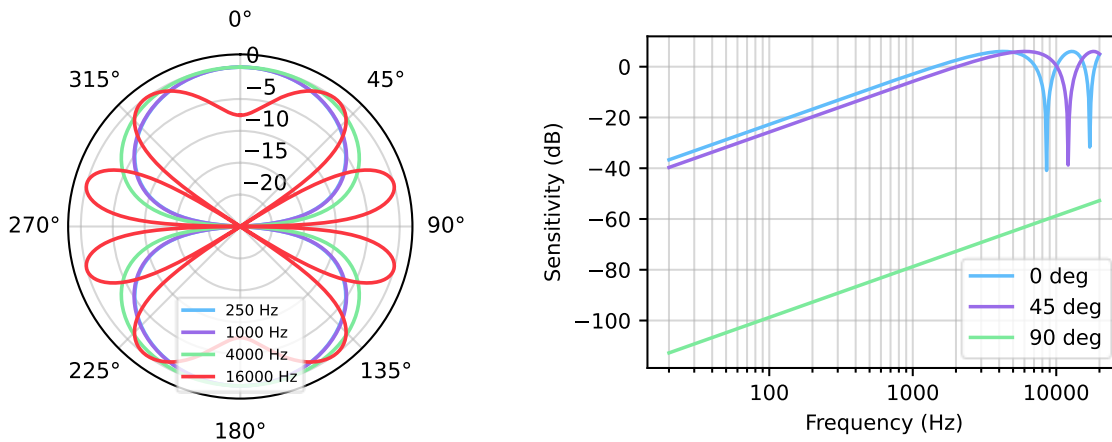 0°
45°
90°
135°
180°
225°
270°
315°
0
−5
−10
−15
−20
250 Hz
1000 Hz
4000 Hz
16000 Hz
Sensitivity (dB)
0
−20
−40
−60
−80
−100
100
1000
10000
Frequency (Hz)
0 deg
45 deg
90 deg